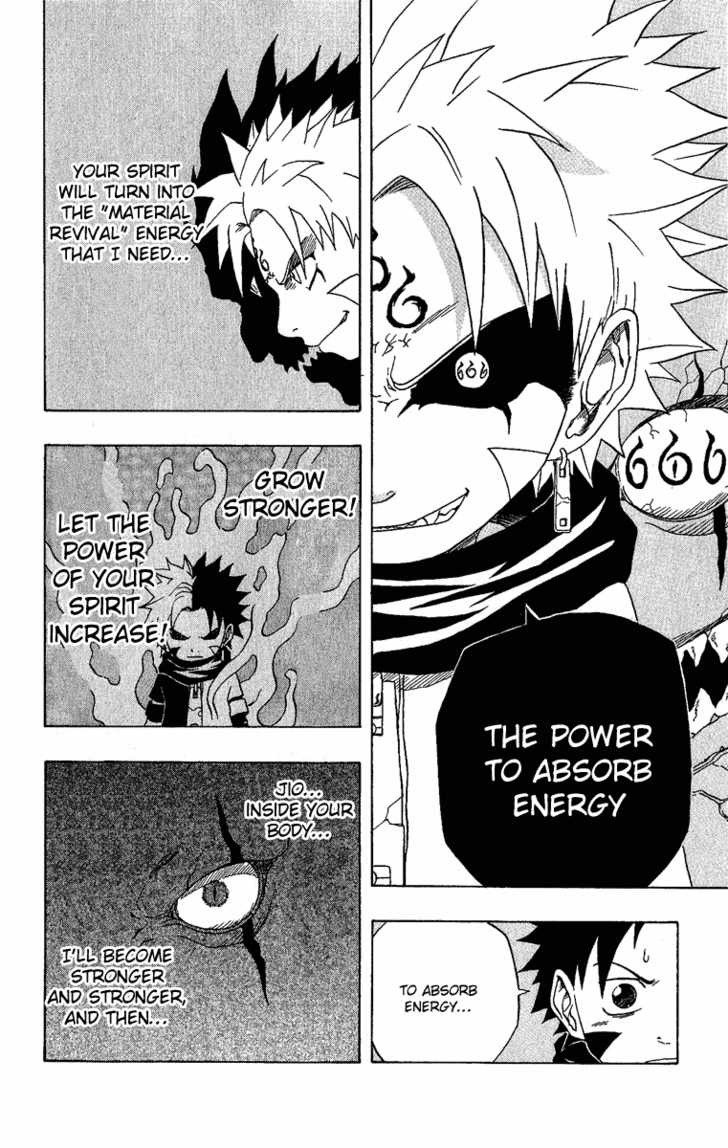 666
666
666
THE POWER
TO ABSORB
ENERGY
TO ABSORB
ENERGY...
YOUR SPIRIT
WILL TURN INTO
THE "MATERIAL
REVIVAL" ENERGY
THAT I NEED...
GROW
STRONGER!
LET THE
POWER
OF YOUR
SPIRIT
INCREASE!
JIO...
INSIDE YOUR
BODY...
I'LL BECOME
STRONGER
AND STRONGER,
AND THEN...